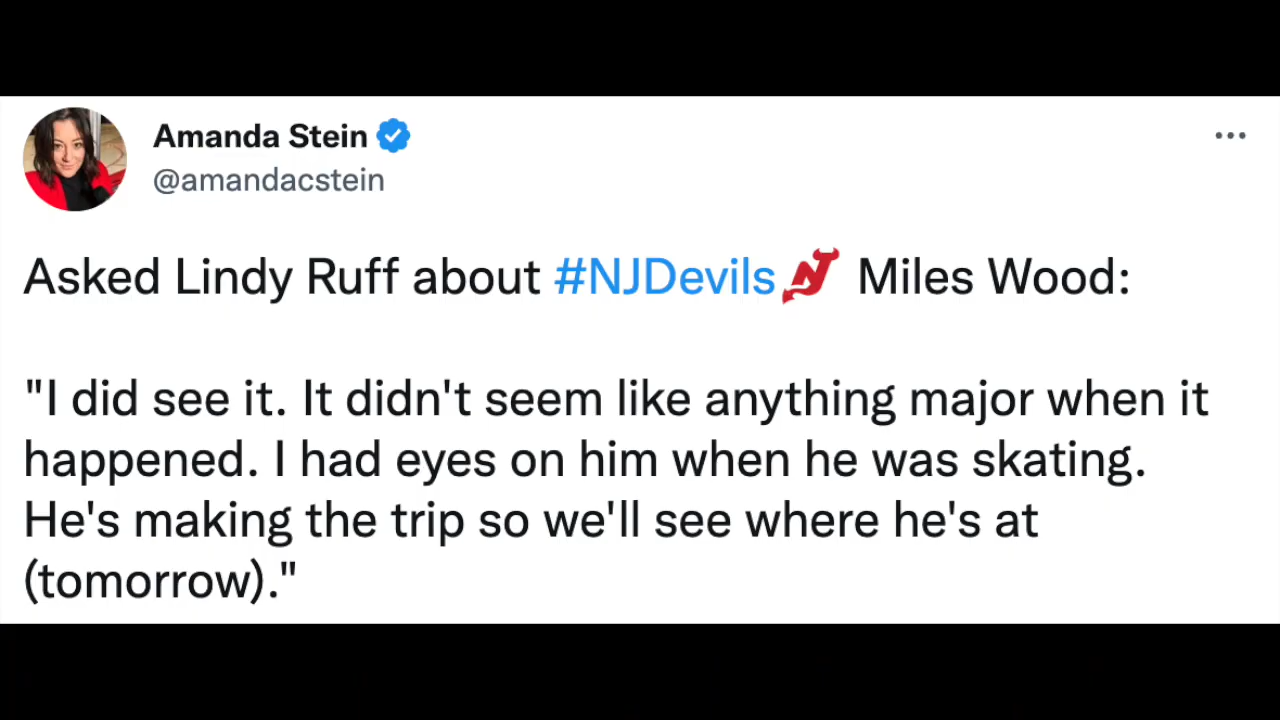 Amanda Stein
@amandacstein
Asked Lindy Ruff about #NJDevils Miles Wood:
"I did see it. It didn't seem like anything major when it
happened. I had eyes on him when he was skating.
He's making the trip so we'll see where he's at
(tomorrow)."